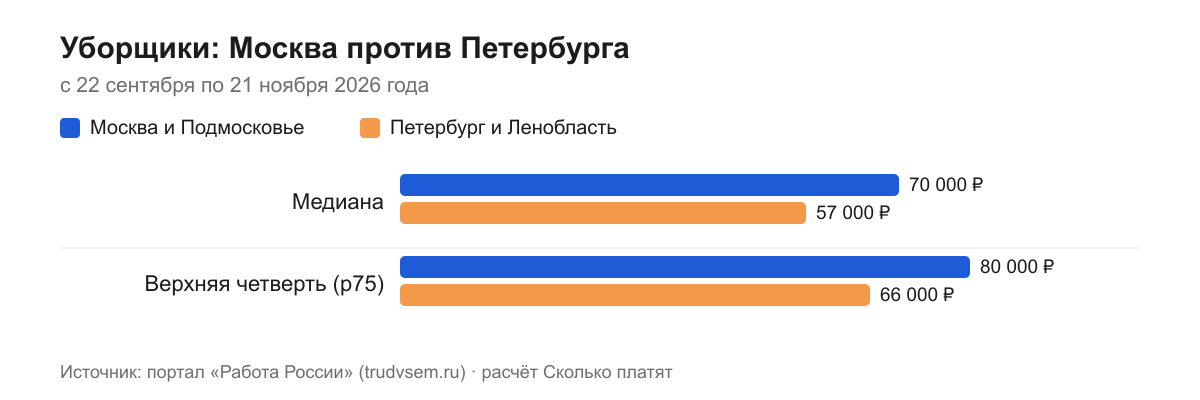 Уборщики: Москва против Петербурга
с 22 сентября по 21 ноября 2026 года
Москва и Подмосковье
Петербург и Ленобласть
Медиана
70 000 ₽
57 000 ₽
Верхняя четверть (p75)
80 000 ₽
66 000 ₽
Источник: портал «Работа России» (trudvsem.ru) · расчёт Сколько платят